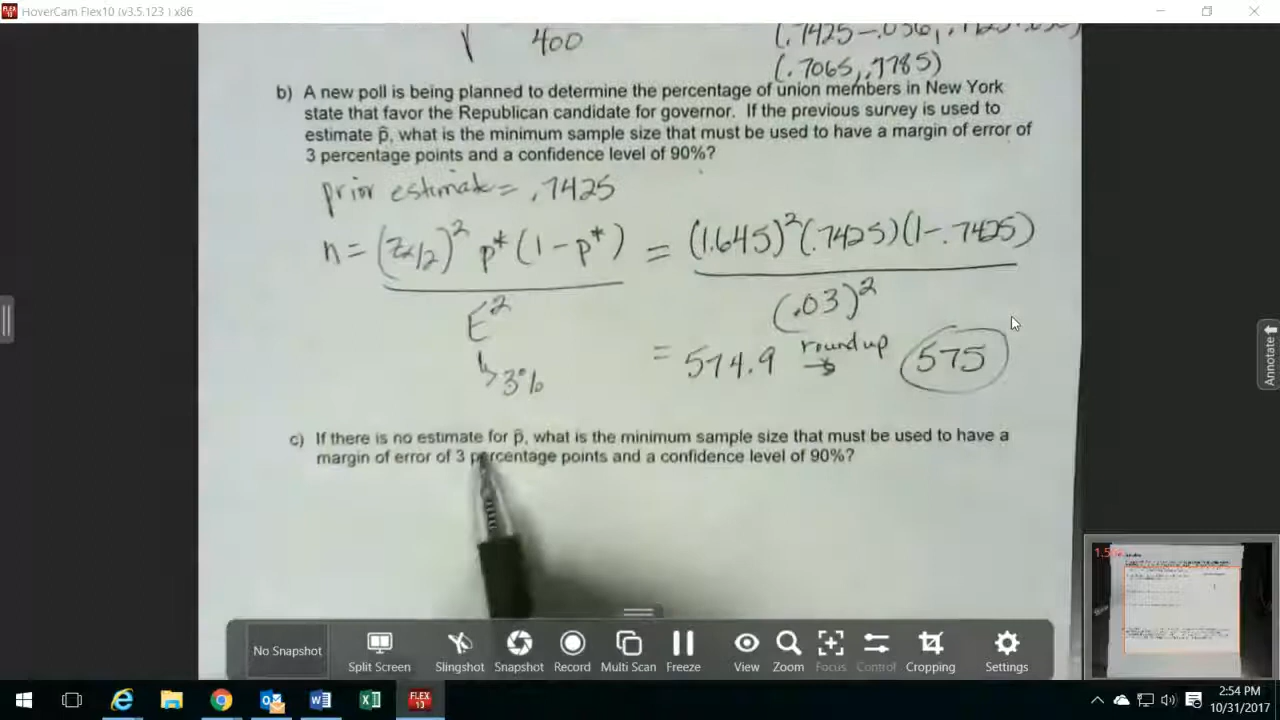 HoverCam Flex10 (v3.5.123 ) x86
400
(.7425-.036,
(.7065, .7785)
b) A new poll is being planned to determine the percentage of union members in New York
state that favor the Republican candidate for governor. If the previous survey is used to
estimate p̄, what is the minimum sample size that must be used to have a margin of error of
3 percentage points and a confidence level of 90%?
prior estimate = .7425
n = (Zα/2)² p*(1-p*) = (1.645)²(.7425)(1-.7425)
E² (.03)²
↳ 3%
= 574.9 round up → 575
c) If there is no estimate for p̄, what is the minimum sample size that must be used to have a
margin of error of 3 percentage points and a confidence level of 90%?
Annotate
No Snapshot
Split Screen
Slingshot
Snapshot
Record
Multi Scan
Freeze
View
Zoom
Focus
Control
Cropping
Settings
FLEX
10
2:54 PM
10/31/2017